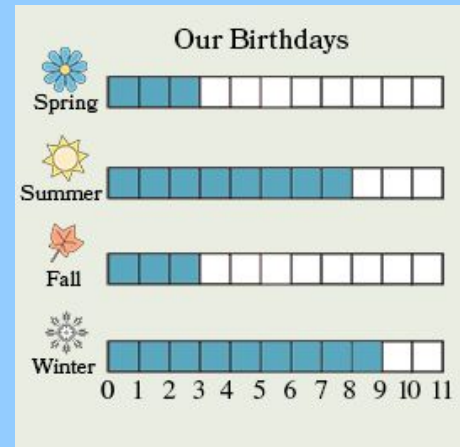 Our Birthdays
Spring
Summer
Fall
Winter
0 1 2 3 4 5 6 7 8 9 10 11